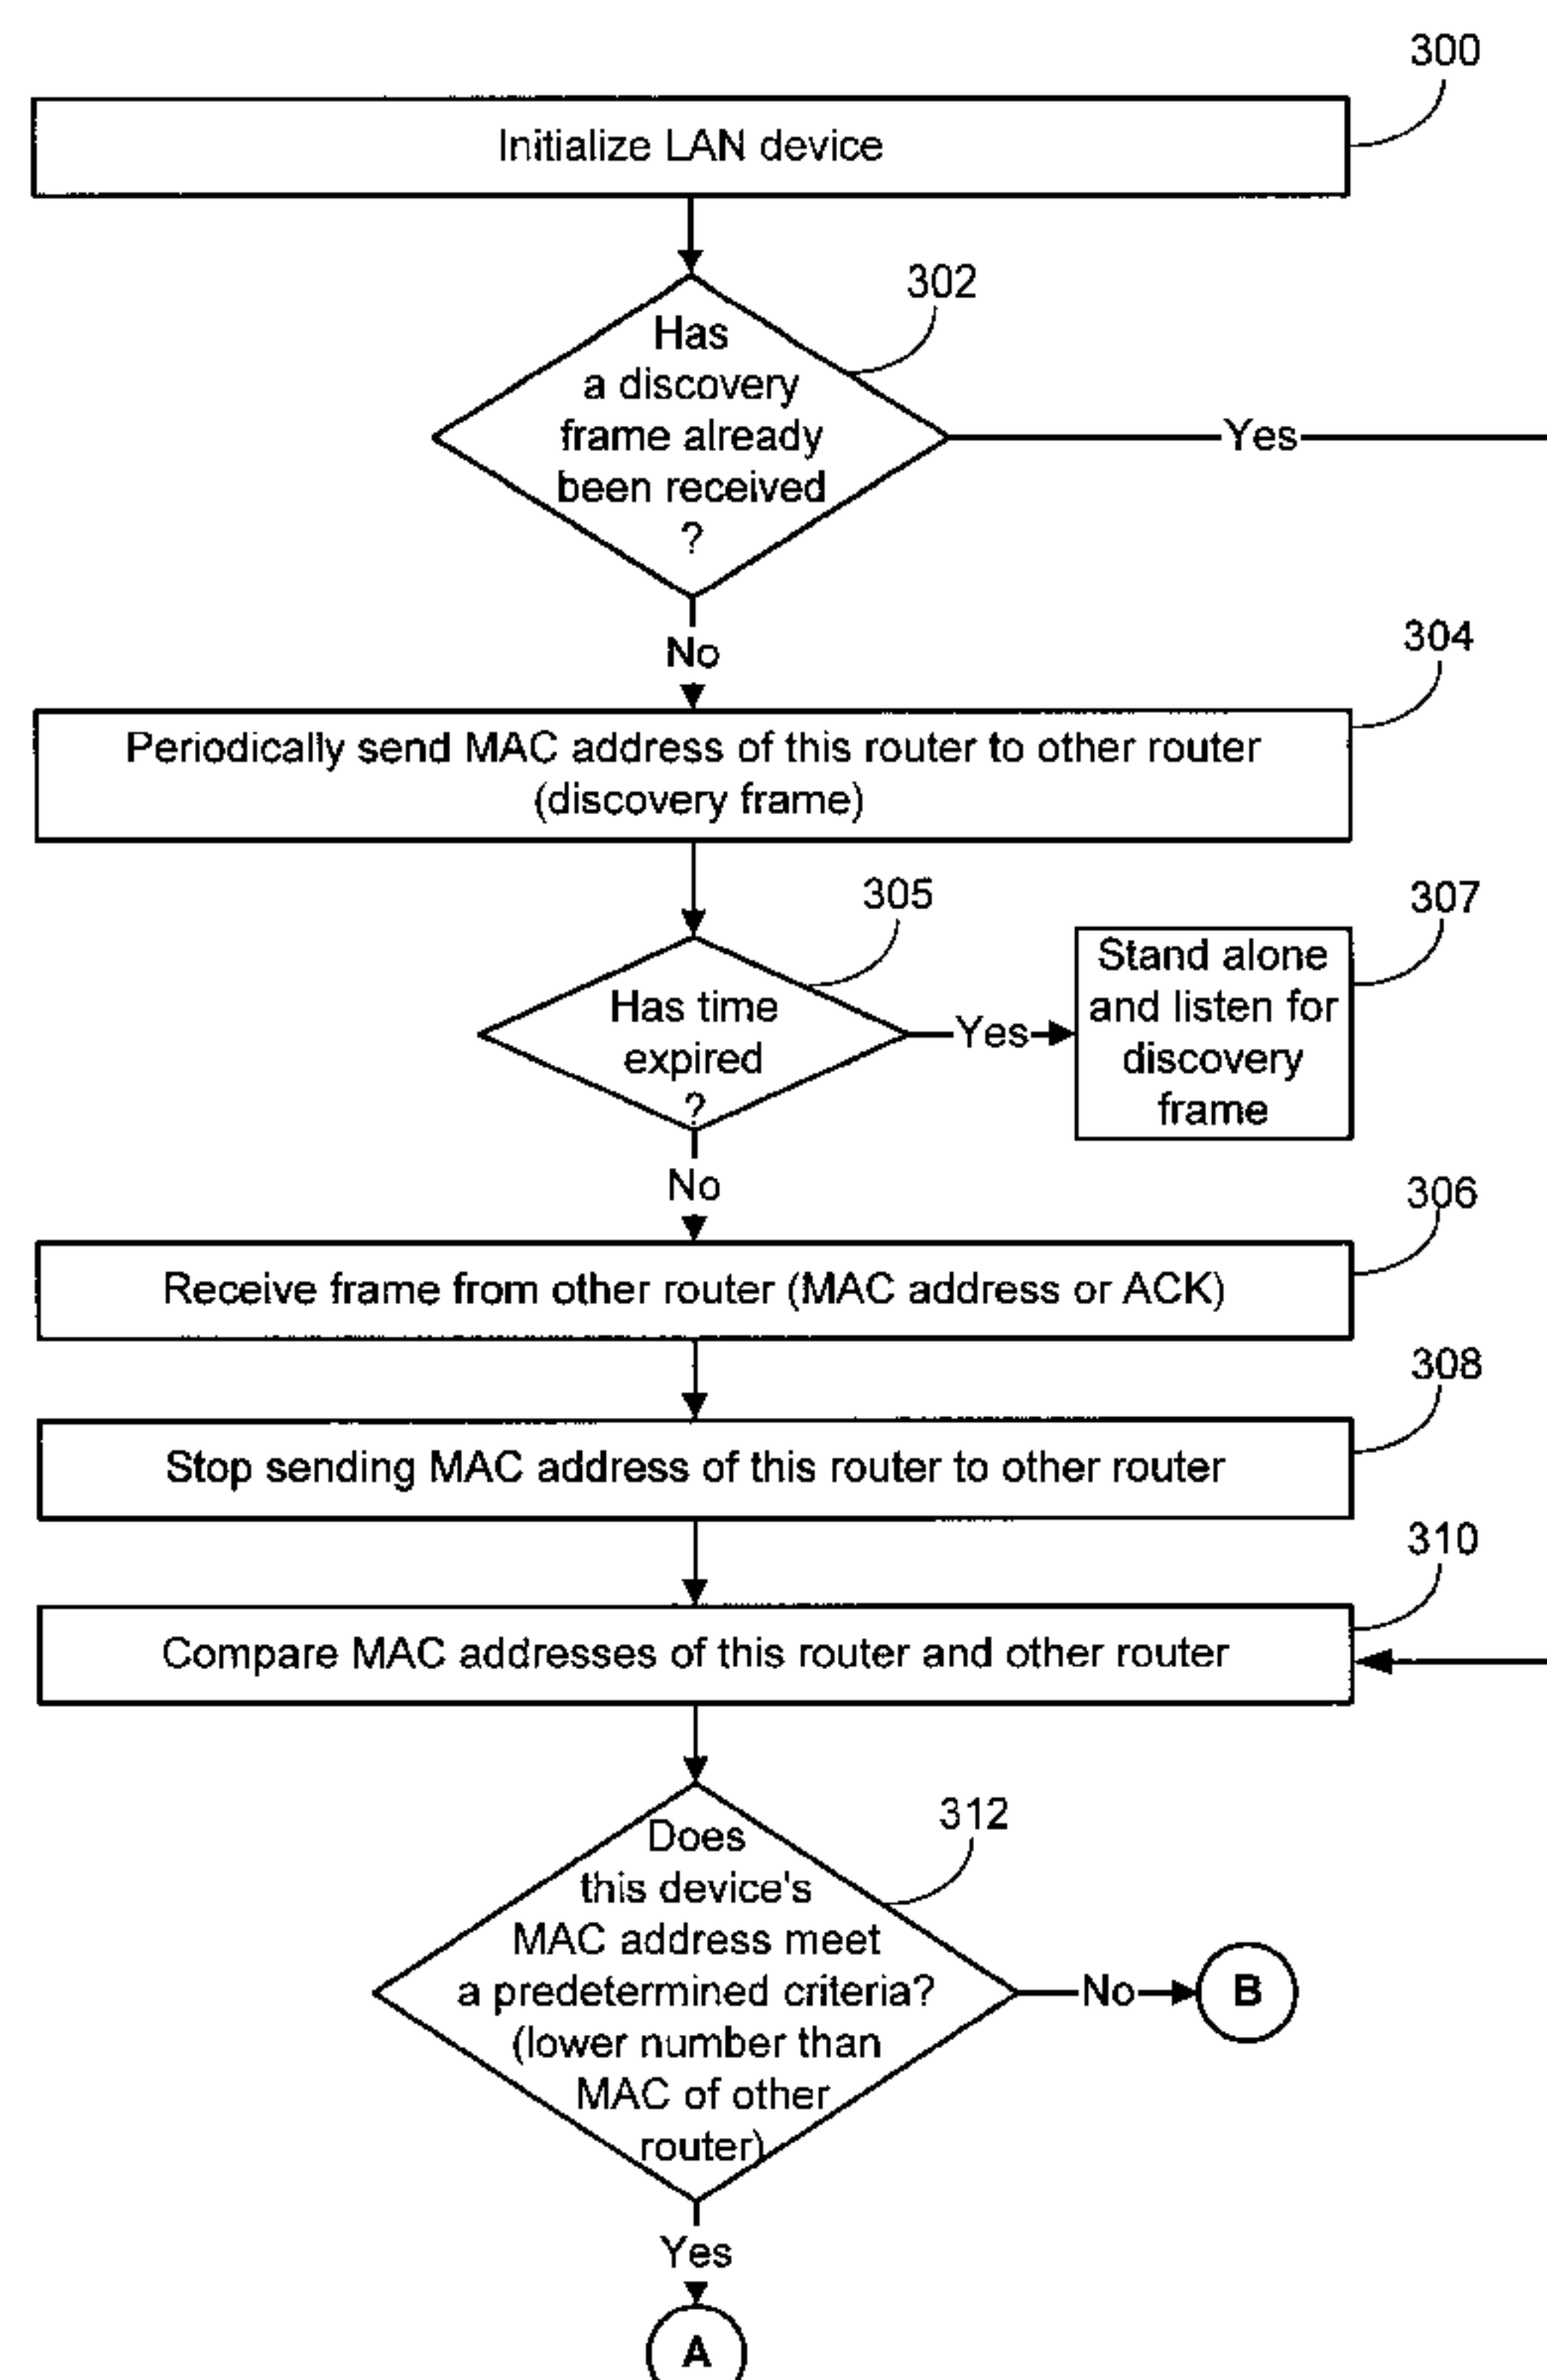 300
Initialize LAN device
302
Has
a discovery
frame already
been received
?
Yes
No
304
Periodically send MAC address of this router to other router
(discovery frame)
305
307
Has time
expired
?
Yes
Stand alone
and listen for
discovery
frame
No
306
Receive frame from other router (MAC address or ACK)
308
Stop sending MAC address of this router to other router
310
Compare MAC addresses of this router and other router
312
Does
this device's
MAC address meet
a predetermined criteria?
(lower number than
MAC of other
router)
No
B
Yes
A